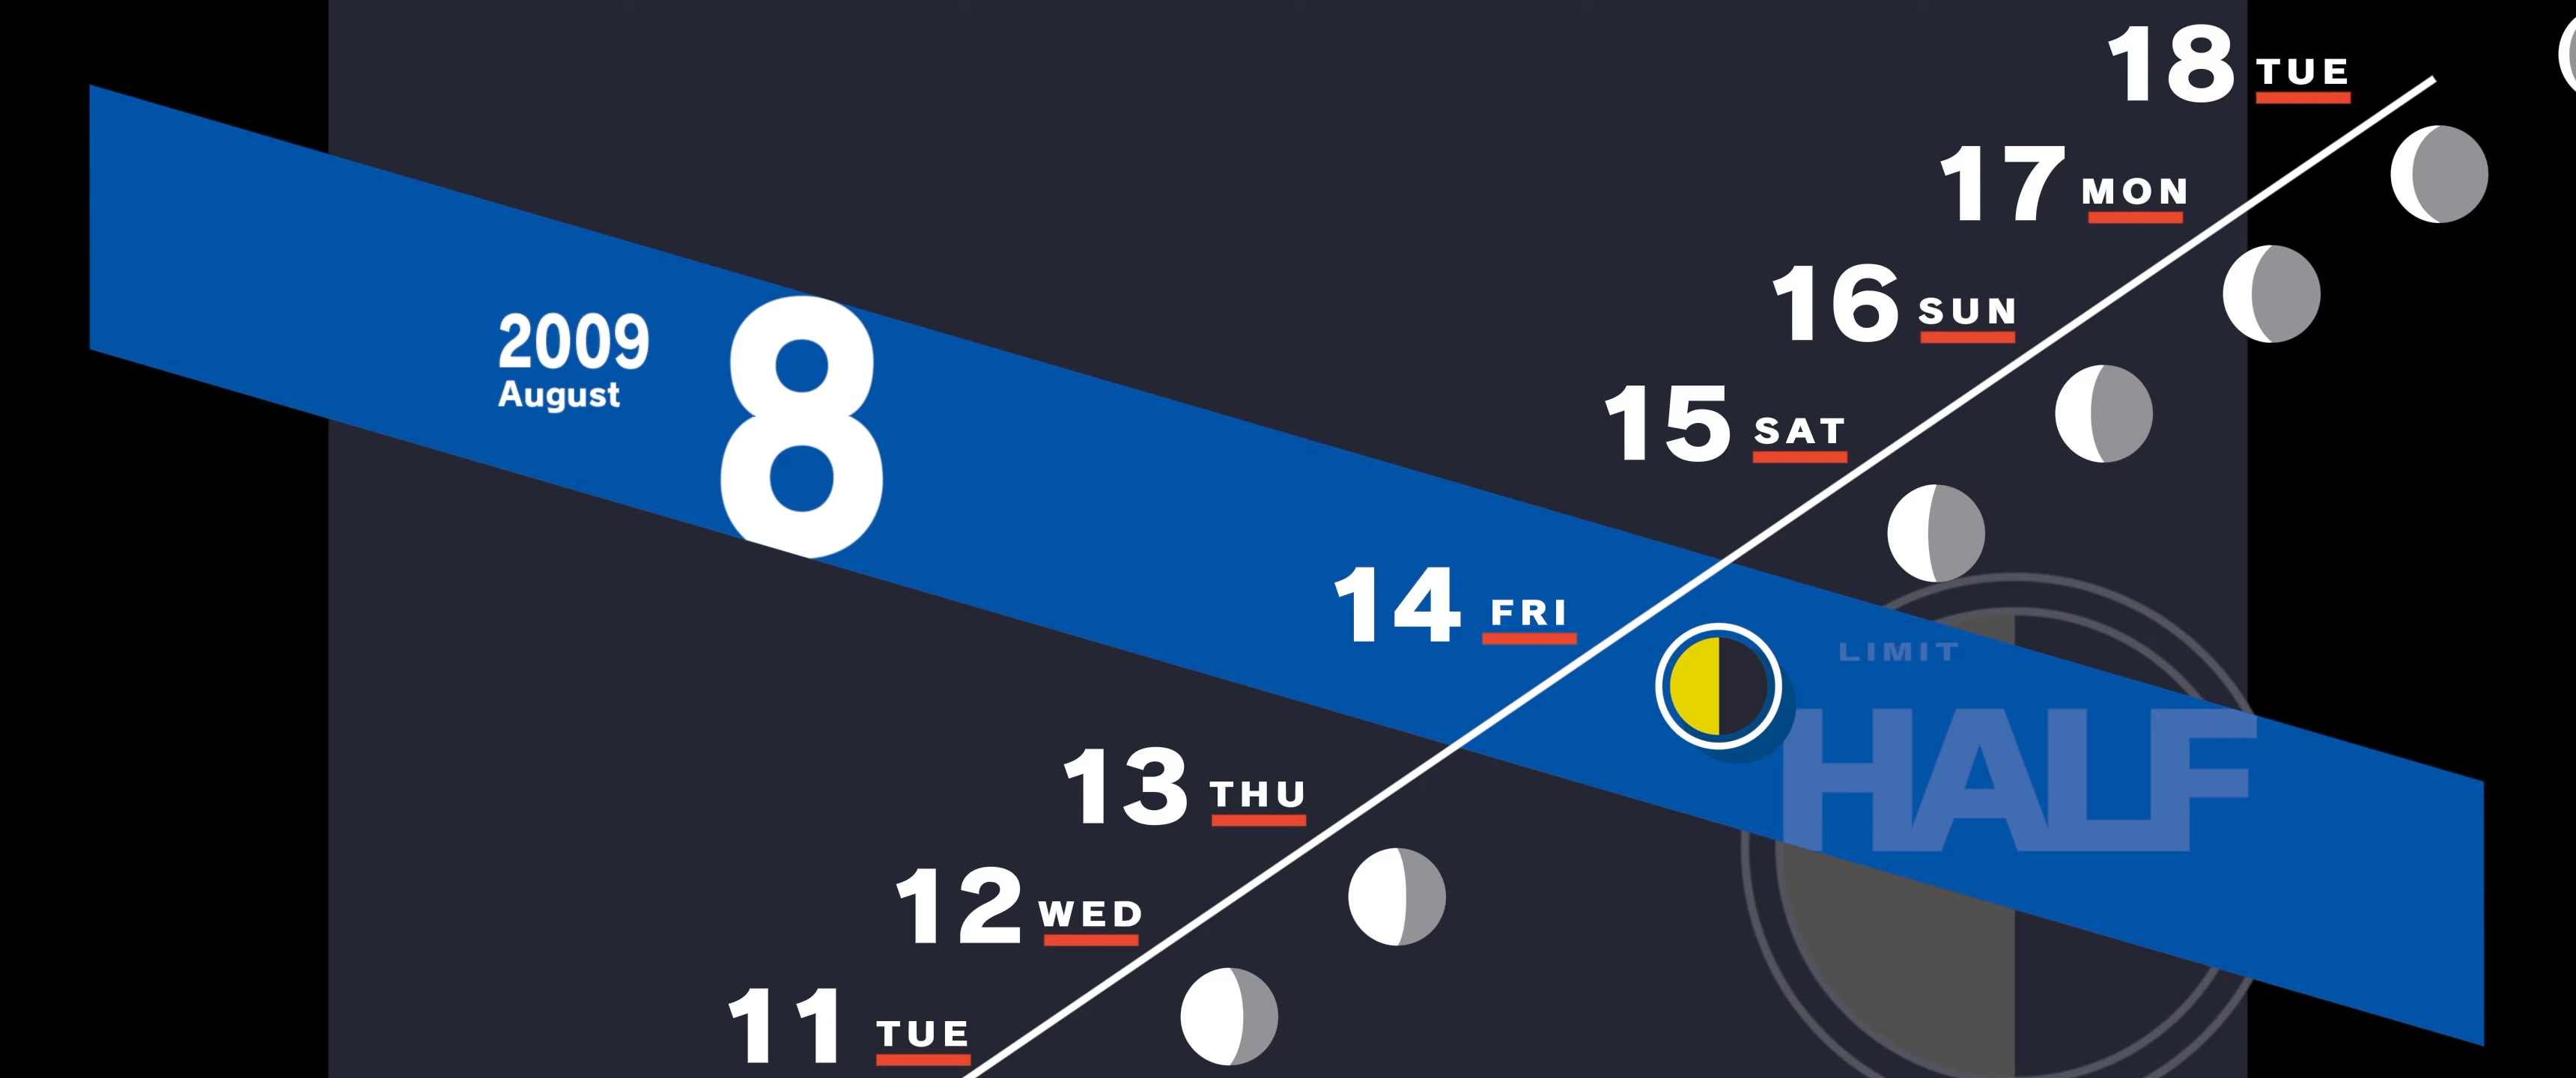 18 TUE
17 MON
16 SUN
15 SAT
2009
August
8
14 FRI
LIMIT
HALF
13 THU
12 WED
11 TUE